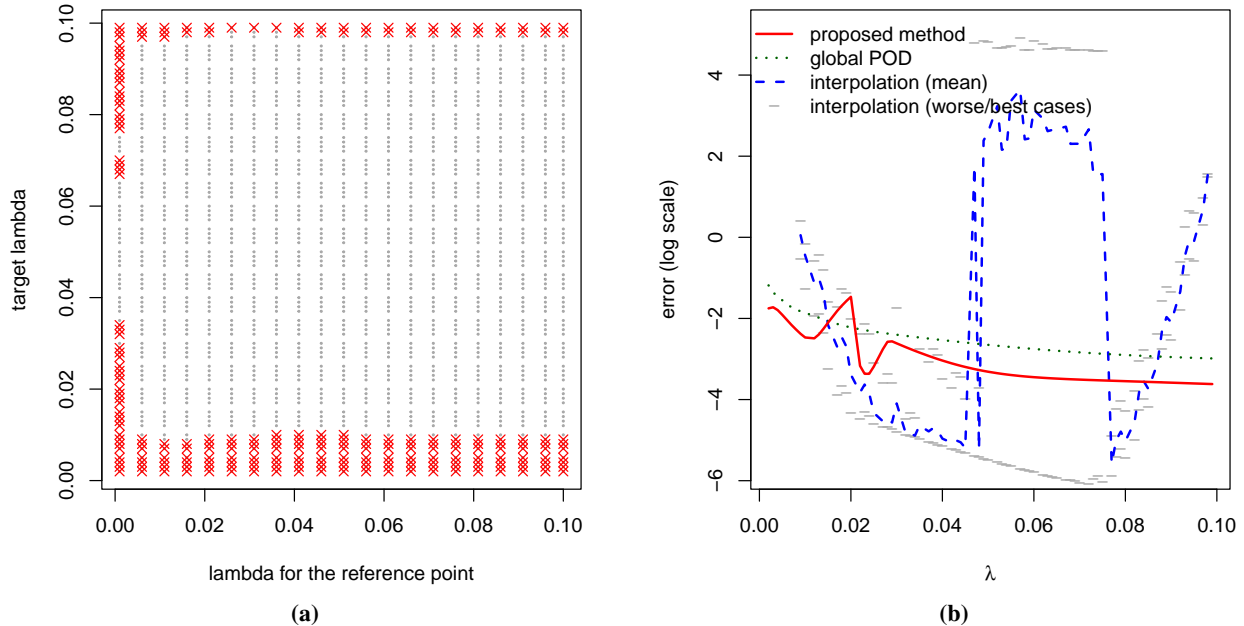 0.00 0.02 0.04 0.06 0.08 0.10
target lambda
0.00 0.02 0.04 0.06 0.08 0.10
lambda for the reference point
(a)
proposed method
global POD
interpolation (mean)
interpolation (worse/best cases)
−6 −4 −2 0 2 4
error (log scale)
0.00 0.02 0.04 0.06 0.08 0.10
λ
(b)